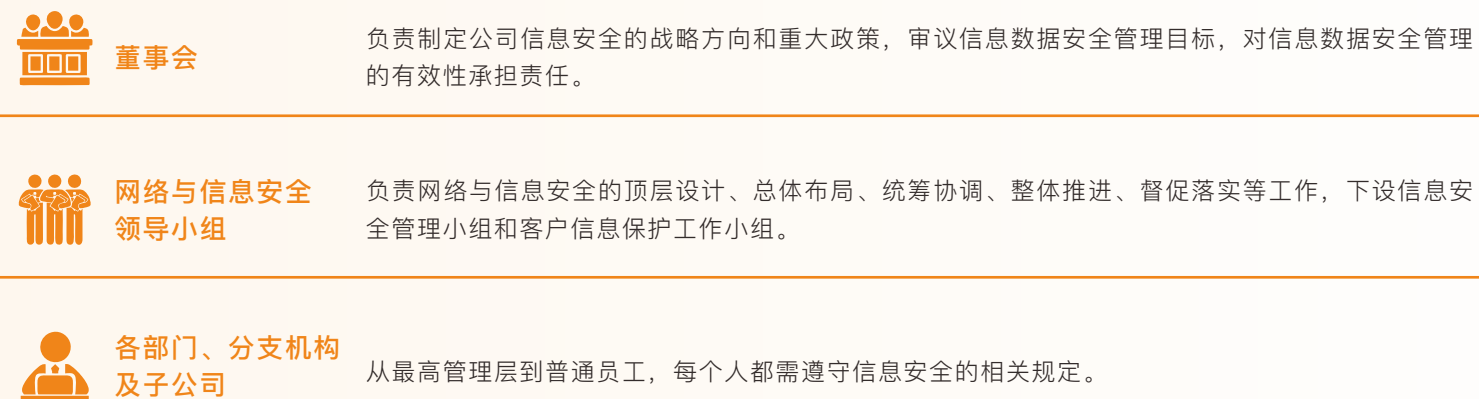 董事会
负责制定公司信息安全的战略方向和重大政策，审议信息数据安全管理目标，对信息数据安全管理
的有效性承担责任。
网络与信息安全
领导小组
负责网络与信息安全的顶层设计、总体布局、统筹协调、整体推进、督促落实等工作，下设信息安
全管理小组和客户信息保护工作小组。
各部门、分支机构
及子公司
从最高管理层到普通员工，每个人都需遵守信息安全的相关规定。